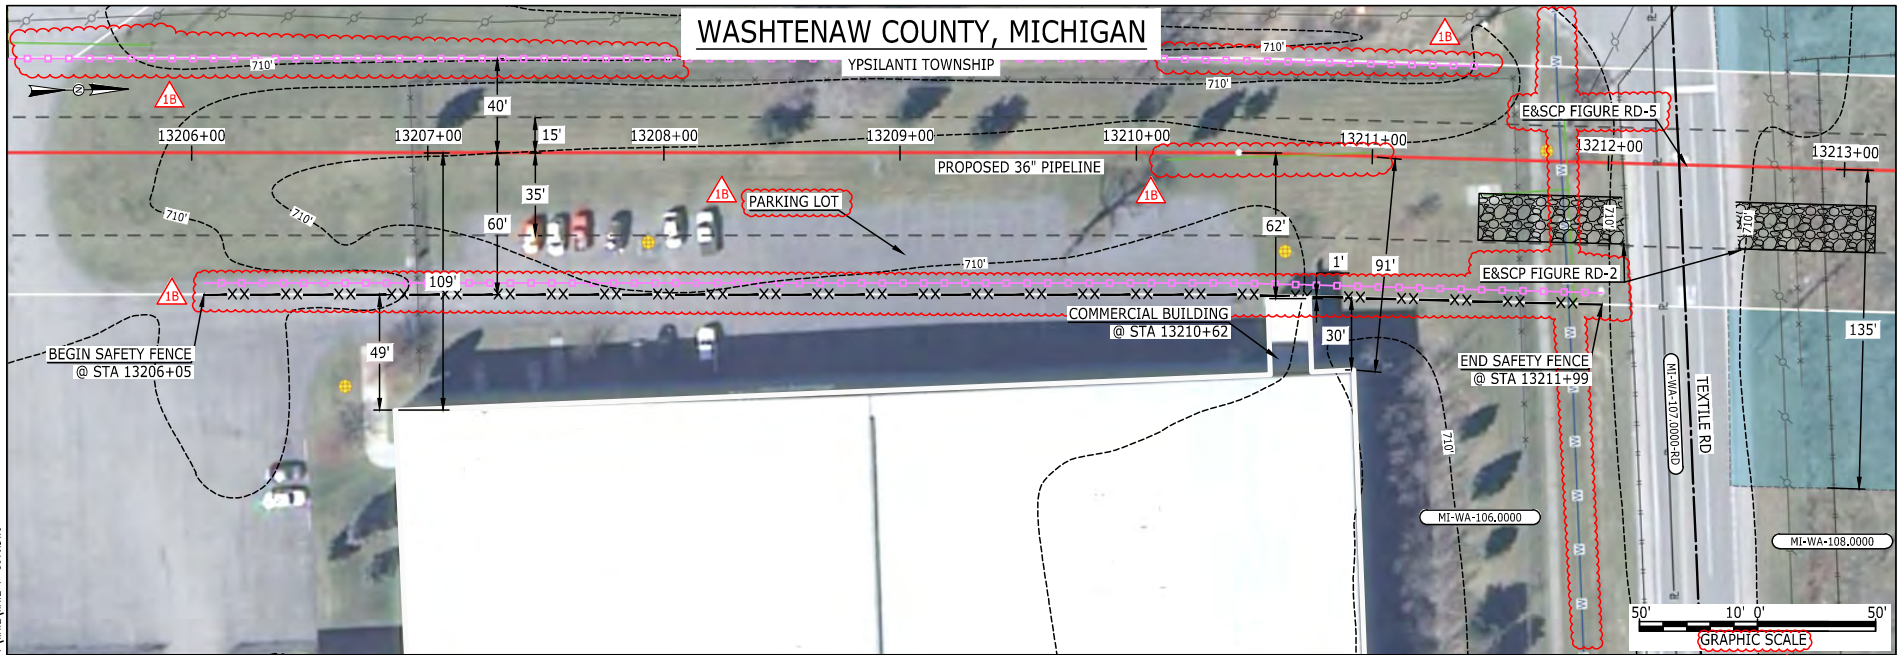 WASHTENAW COUNTY, MICHIGAN
YPSILANTI TOWNSHIP
710'
710'
710'
1B
1B
N
40'
15'
13206+00
13207+00
13208+00
13209+00
13210+00
13211+00
13212+00
13213+00
E&SCP FIGURE RD-5
PROPOSED 36" PIPELINE
35'
60'
1B
PARKING LOT
1B
62'
710'
710'
710'
710'
710'
1'
91'
E&SCP FIGURE RD-2
1B
109'
COMMERCIAL BUILDING
@ STA 13210+62
30'
135'
BEGIN SAFETY FENCE
@ STA 13206+05
49'
END SAFETY FENCE
@ STA 13211+99
MI-WA-107.0000-RD
TEXTILE RD
710'
MI-WA-106.0000
MI-WA-108.0000
W
W
W
W
W
W
W
50'
10'
0'
50'
GRAPHIC SCALE